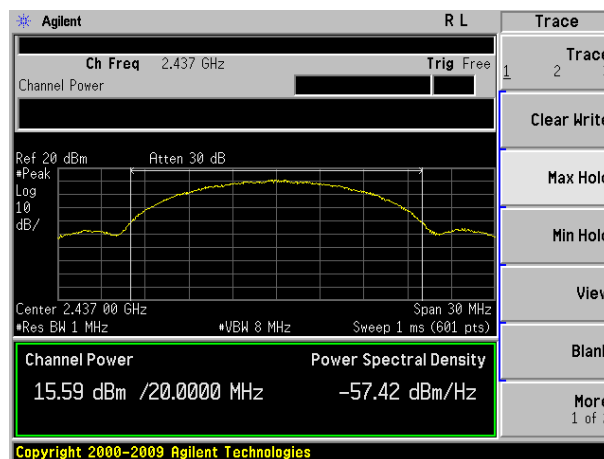 Agilent R L Trace
Ch Freq 2.437 GHz Trig Free
Channel Power
Trace
1 2
Clear Write
Max Hold
Min Hold
View
Blank
More
1 of
Ref 20 dBm Atten 30 dB
#Peak
Log
10
dB/
Center 2.437 00 GHz Span 30 MHz
#Res BW 1 MHz #VBW 8 MHz Sweep 1 ms (601 pts)
Channel Power Power Spectral Density
15.59 dBm /20.0000 MHz -57.42 dBm/Hz
Copyright 2000-2009 Agilent Technologies